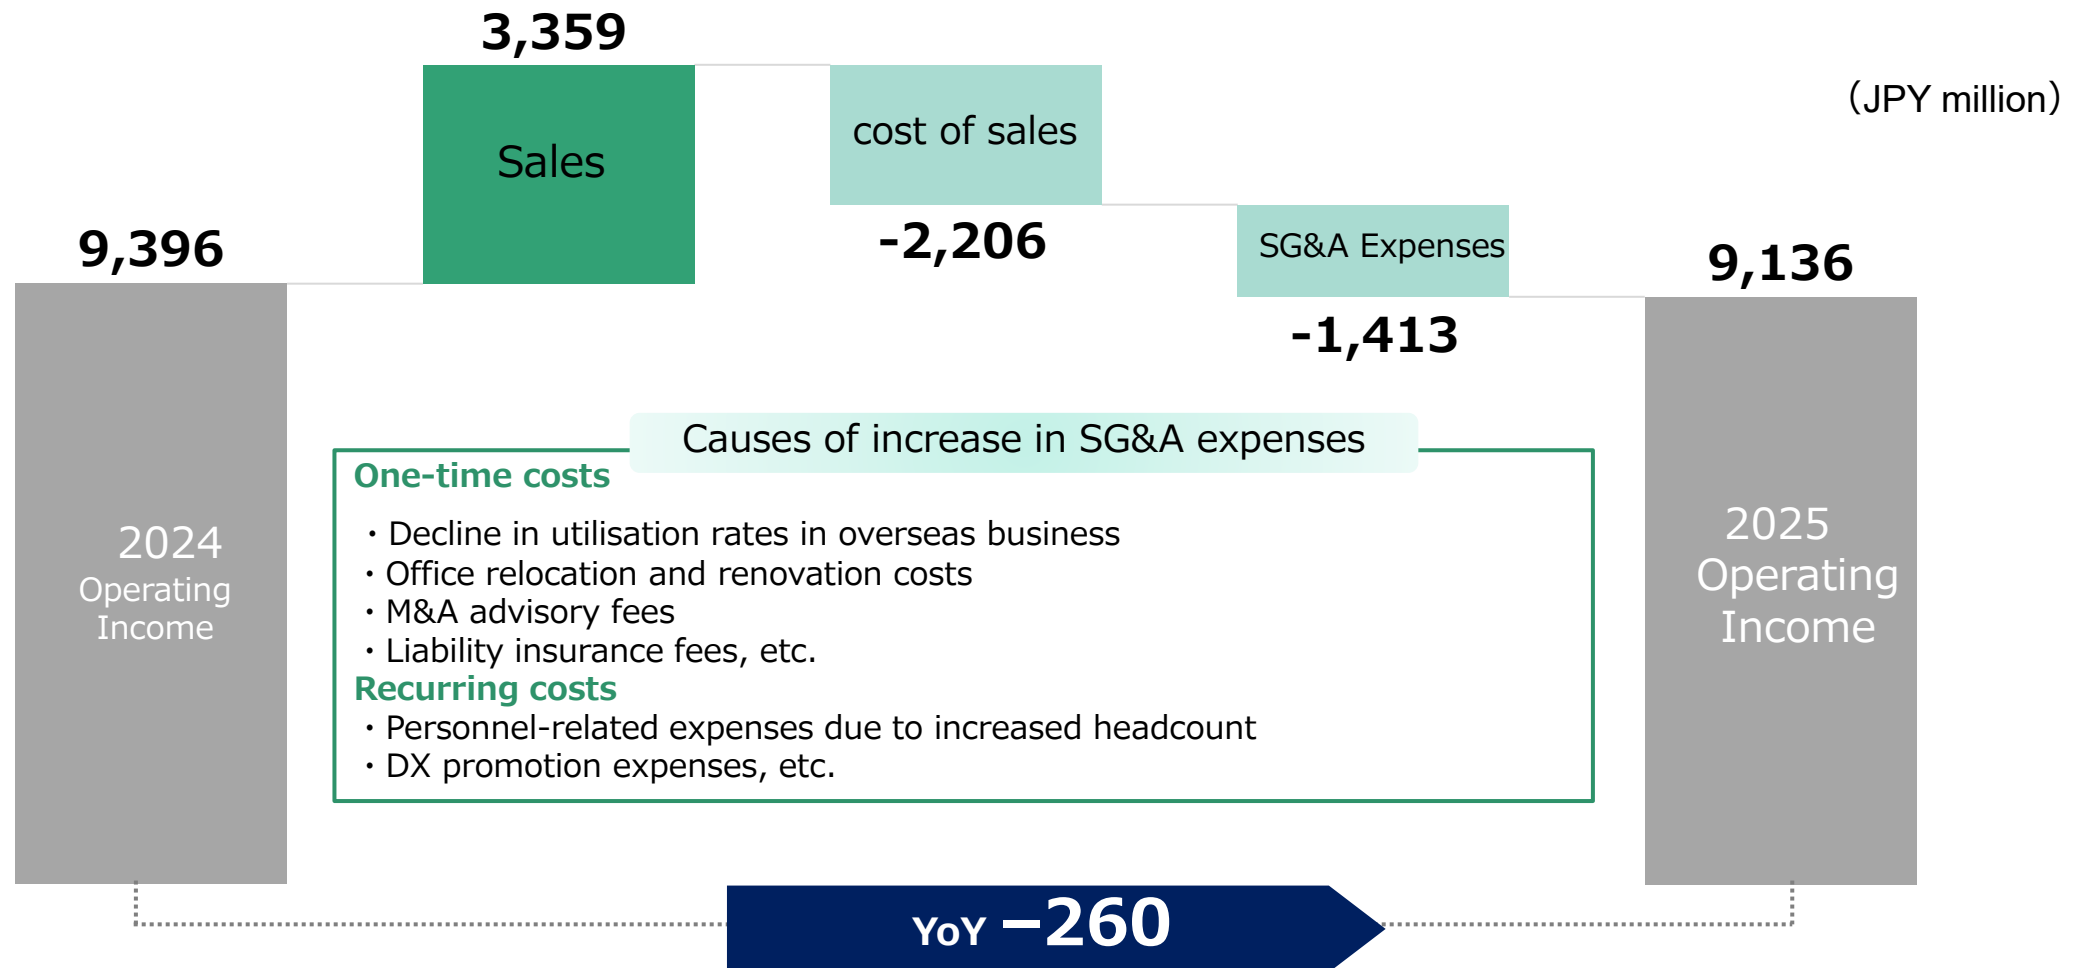 3,359
(JPY million)
Sales
cost of sales
9,396
-2,206
SG&A Expenses
9,136
-1,413
Causes of increase in SG&A expenses
One-time costs
・Decline in utilisation rates in overseas business
・Office relocation and renovation costs
・M&A advisory fees
・Liability insurance fees, etc.
Recurring costs
・Personnel-related expenses due to increased headcount
・DX promotion expenses, etc.
2024
Operating
Income
2025
Operating
Income
YoY −260